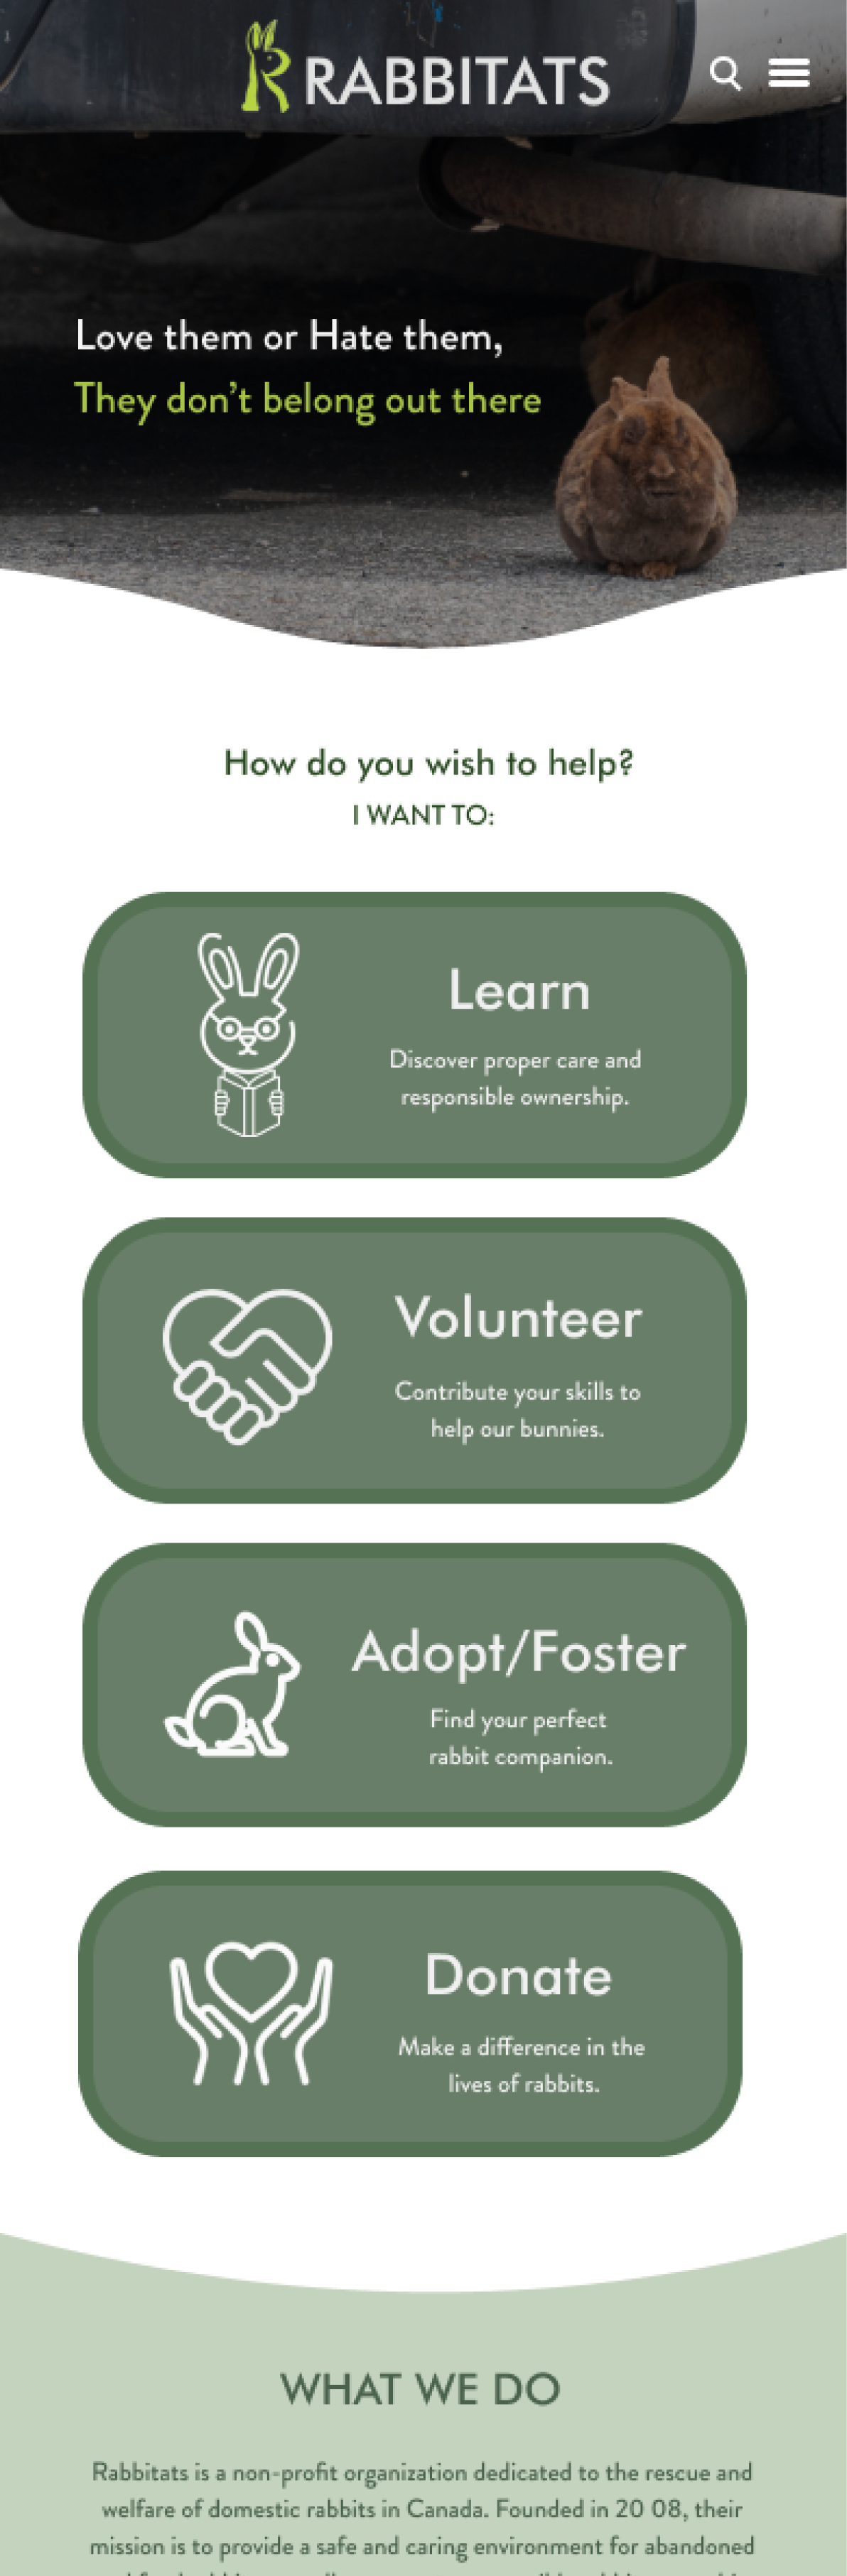 RABBITATS
Love them or Hate them,
They don't belong out there
How do you wish to help?
I WANT TO:
Learn
Discover proper care and
responsible ownership.
Volunteer
Contribute your skills to
help our bunnies.
Adopt/Foster
Find your perfect
rabbit companion.
Donate
Make a difference in the
lives of rabbits.
WHAT WE DO
Rabbitats is a non-profit organization dedicated to the rescue and
welfare of domestic rabbits in Canada. Founded in 20 08, their
mission is to provide a safe and caring environment for abandoned